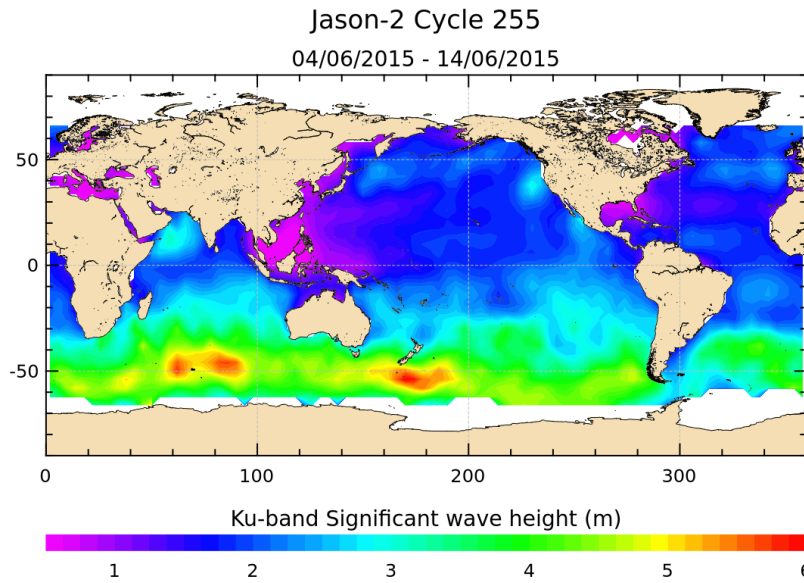 Jason-2 Cycle 255
04/06/2015 - 14/06/2015
50
0
-50
0 100 200 300
Ku-band Significant wave height (m)
1 2 3 4 5 6